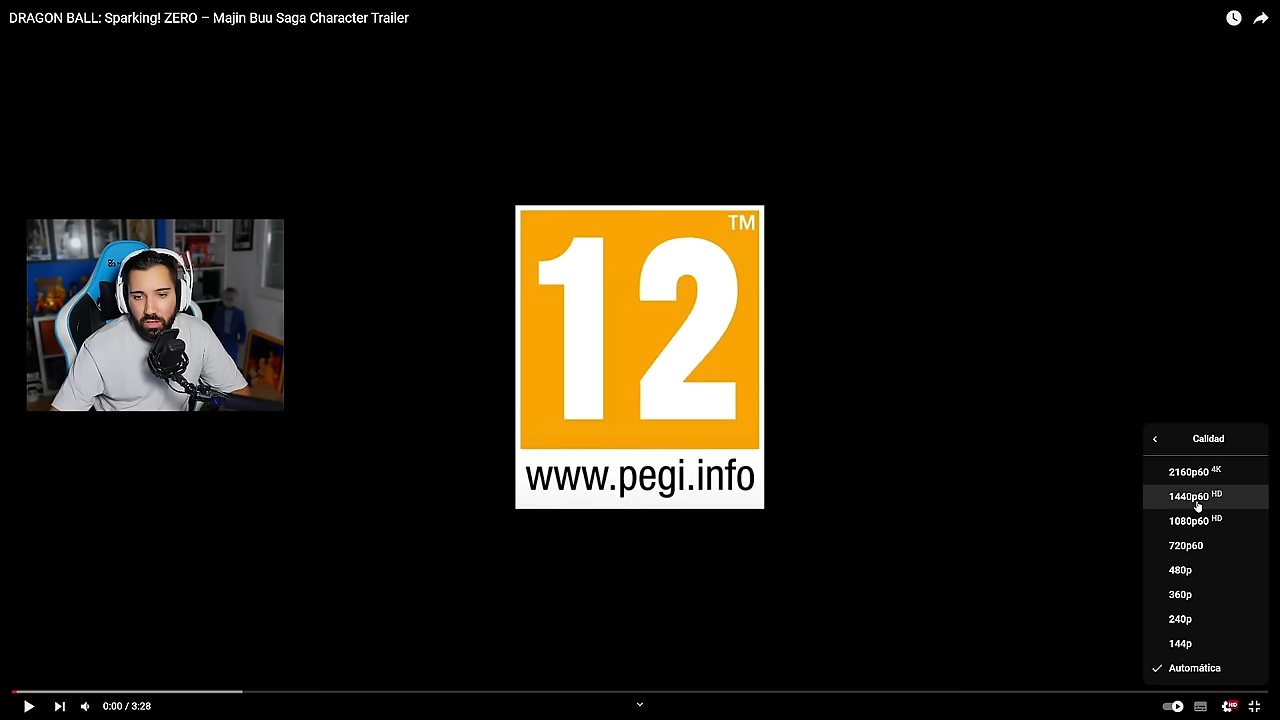 DRAGON BALL: Sparking! ZERO – Majin Buu Saga Character Trailer
12
TM
www.pegi.info
Calidad
2160p60 4K
1440p60 HD
1080p60 HD
720p60
480p
360p
240p
144p
Automática
0:00 / 3:28
HD